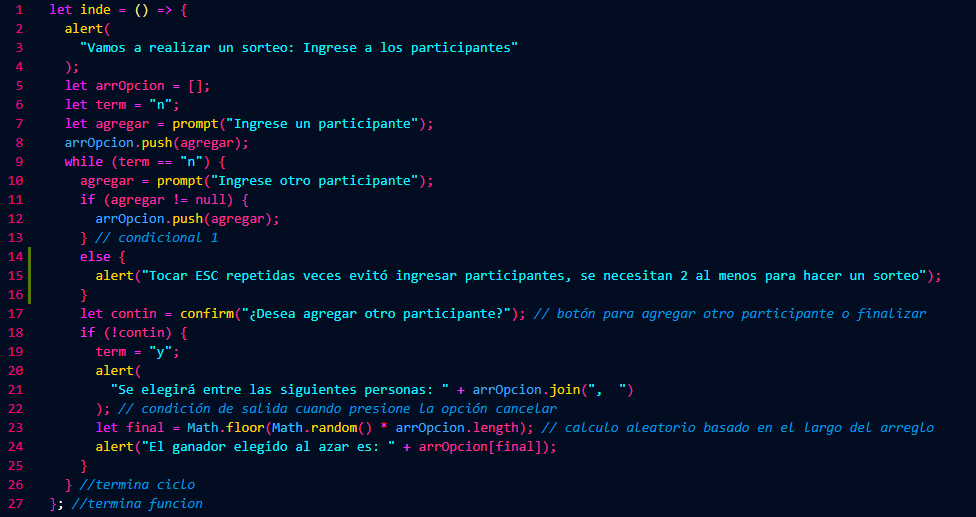 1 let inde = () => {
2 alert(
3 "Vamos a realizar un sorteo: Ingrese a los participantes"
4 );
5 let arrOpcion = [];
6 let term = "n";
7 let agregar = prompt("Ingrese un participante");
8 arrOpcion.push(agregar);
9 while (term == "n") {
10 agregar = prompt("Ingrese otro participante");
11 if (agregar != null) {
12 arrOpcion.push(agregar);
13 } // condicional 1
14 else {
15 alert("Tocar ESC repetidas veces evitó ingresar participantes, se necesitan 2 al menos para hacer un sorteo");
16 }
17 let contin = confirm("¿Desea agregar otro participante?"); // botón para agregar otro participante o finalizar
18 if (!contin) {
19 term = "y";
20 alert(
21 "Se elegirá entre las siguientes personas: " + arrOpcion.join(",  ")
22 ); // condición de salida cuando presione la opción cancelar
23 let final = Math.floor(Math.random() * arrOpcion.length); // calculo aleatorio basado en el largo del arreglo
24 alert("El ganador elegido al azar es: " + arrOpcion[final]);
25 }
26 } //termina ciclo
27 }; //termina funcion